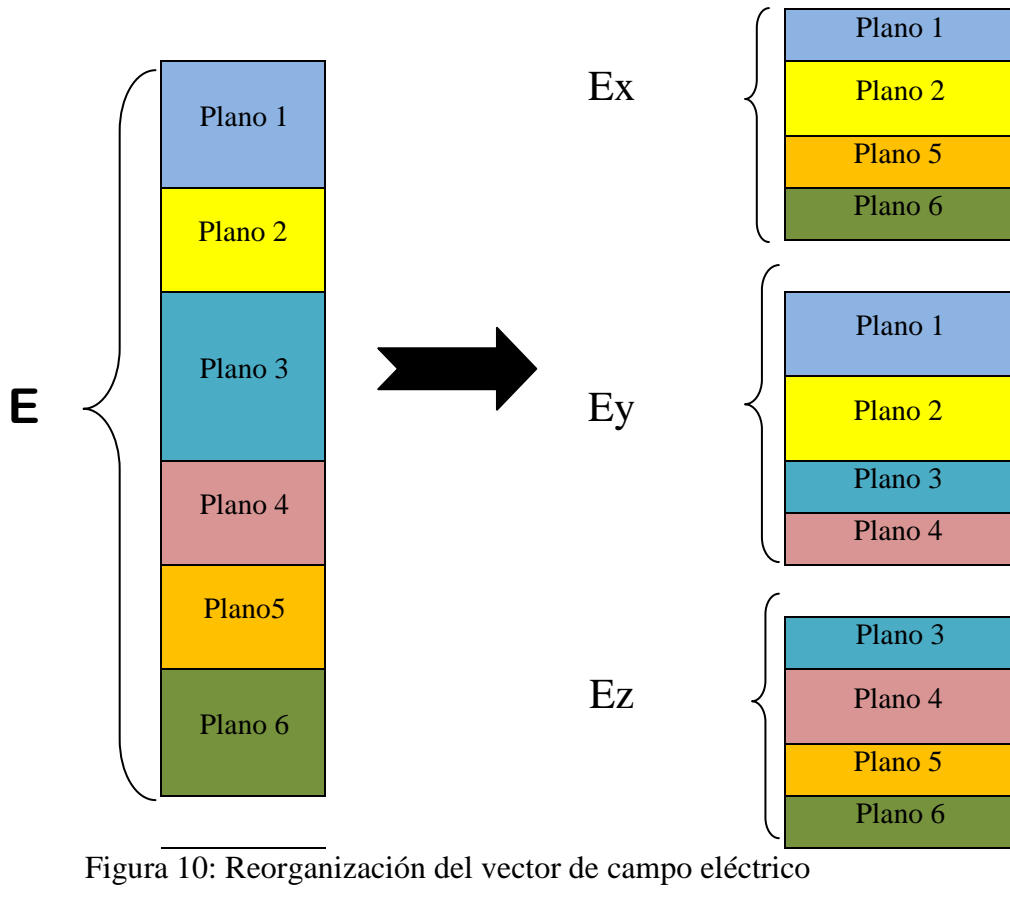 E
Plano 1
Plano 2
Plano 3
Plano 4
Plano5
Plano 6
Ex
Plano 1
Plano 2
Plano 5
Plano 6
Ey
Plano 1
Plano 2
Plano 3
Plano 4
Ez
Plano 3
Plano 4
Plano 5
Plano 6
Figura 10: Reorganización del vector de campo eléctrico